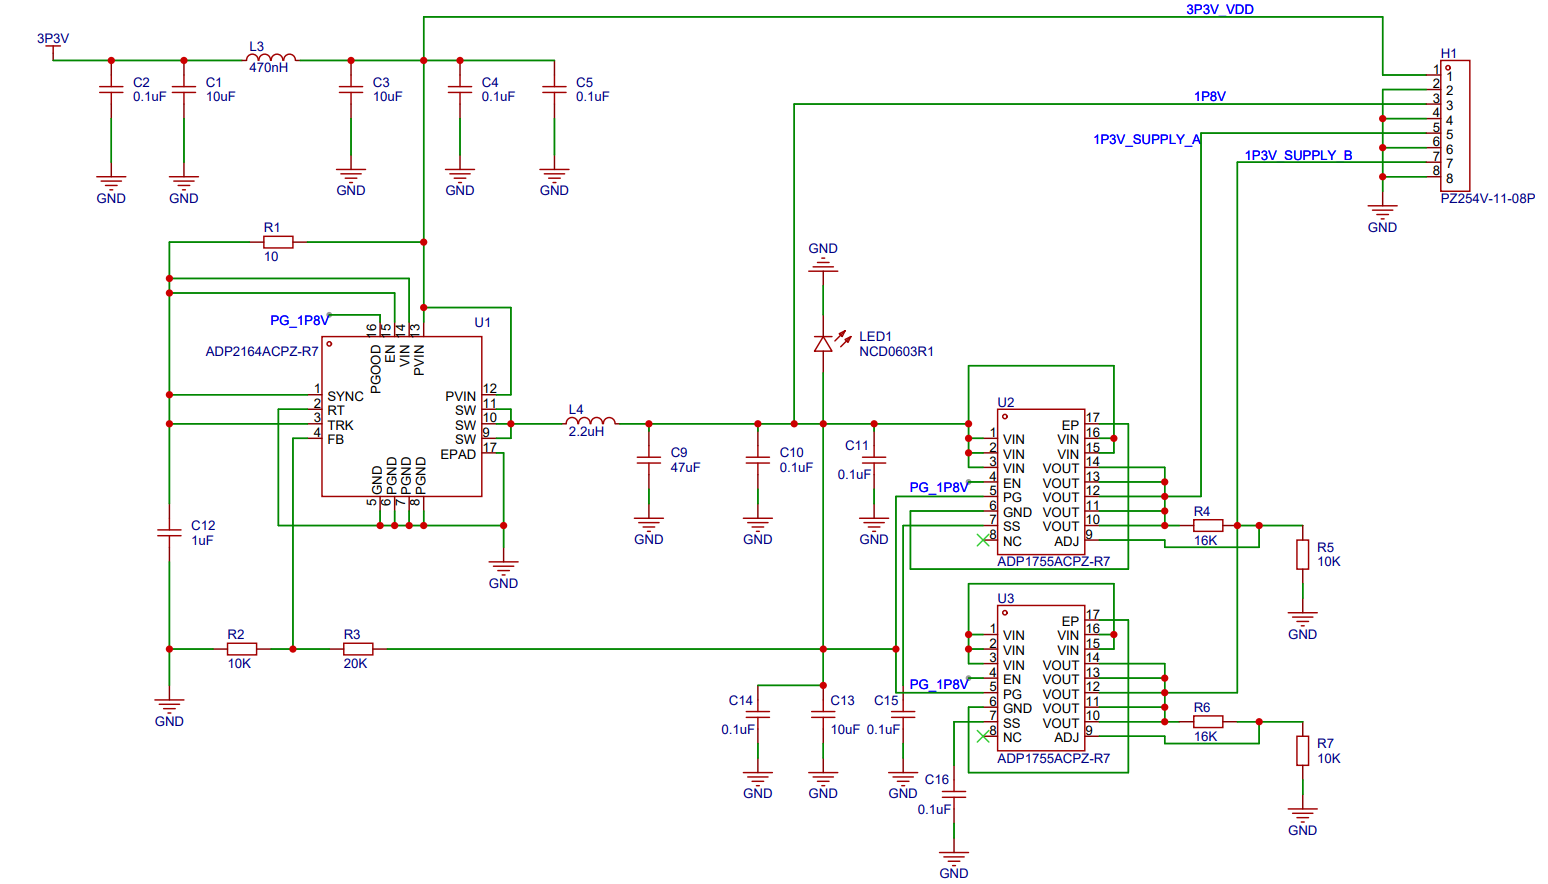 3P3V_VDD
3P3V
L3
470nH
C2
0.1uF
C1
10uF
C3
10uF
C4
0.1uF
C5
0.1uF
GND
GND
GND
GND
GND
H1
1
2
3
4
5
6
7
8
1
2
3
4
5
6
7
8
PZ254V-11-08P
GND
1P8V
1P3V_SUPPLY_A
1P3V_SUPPLY_B
R1
10
PG_1P8V
U1
ADP2164ACPZ-R7
16
15
14
13
PGOOD
EN
VIN
PVIN
1
SYNC
2
RT
3
TRK
4
FB
PVIN
12
SW
11
SW
10
SW
9
EPAD
17
GND
PGND
PGND
PGND
5
6
7
8
GND
C12
1uF
R2
10K
R3
20K
GND
L4
2.2uH
C9
47uF
GND
C10
0.1uF
GND
C11
0.1uF
GND
GND
LED1
NCD0603R1
U2
1
VIN
2
VIN
3
VIN
4
EN
5
PG
6
GND
7
SS
8
NC
EP
17
VIN
16
VIN
15
VOUT
14
VOUT
13
VOUT
12
VOUT
11
VOUT
10
ADJ
9
ADP1755ACPZ-R7
PG_1P8V
R4
16K
R5
10K
GND
U3
1
VIN
2
VIN
3
VIN
4
EN
5
PG
6
GND
7
SS
8
NC
EP
17
VIN
16
VIN
15
VOUT
14
VOUT
13
VOUT
12
VOUT
11
VOUT
10
ADJ
9
ADP1755ACPZ-R7
PG_1P8V
R6
16K
R7
10K
GND
C14
0.1uF
GND
C13
10uF
GND
C15
0.1uF
GND
C16
0.1uF
GND